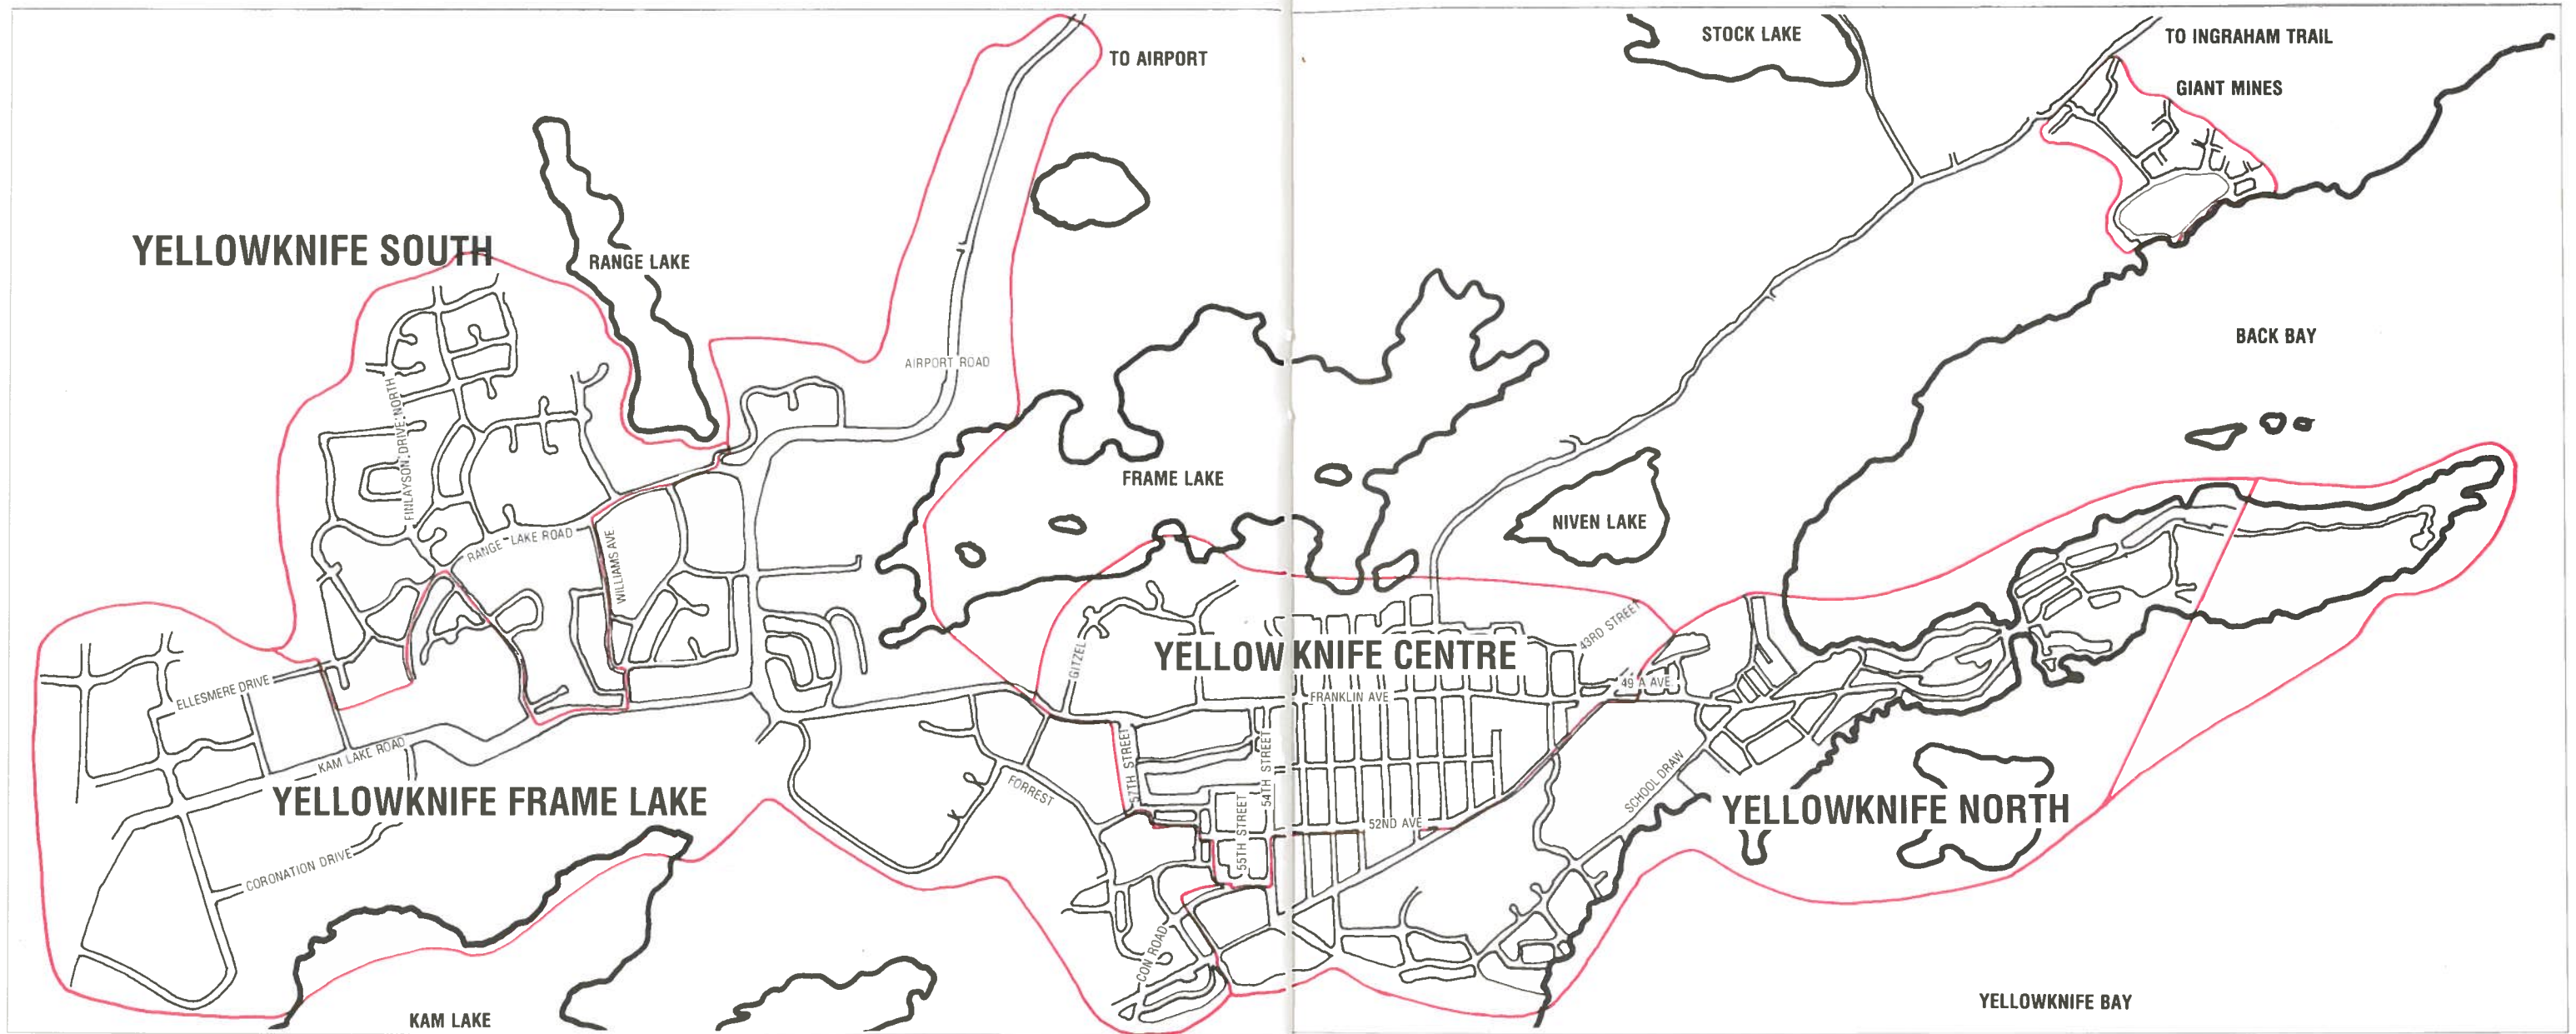 STOCK LAKE
TO INGRAHAM TRAIL
TO AIRPORT
GIANT MINES
YELLOWKNIFE SOUTH
RANGE LAKE
BACK BAY
AIRPORT ROAD
FINLAYSON DRIVE NORTH
FRAME LAKE
NIVEN LAKE
RANGE LAKE ROAD
WILLIAMS AVE
43RD STREET
GITZEL
YELLOWKNIFE CENTRE
ELLESMERE DRIVE
49 A AVE
FRANKLIN AVE
KAM LAKE ROAD
57TH STREET
54TH STREET
FORREST
SCHOOL DRAW
YELLOWKNIFE FRAME LAKE
YELLOWKNIFE NORTH
55TH STREET
52ND AVE
CORONATION DRIVE
CON ROAD
YELLOWKNIFE BAY
KAM LAKE